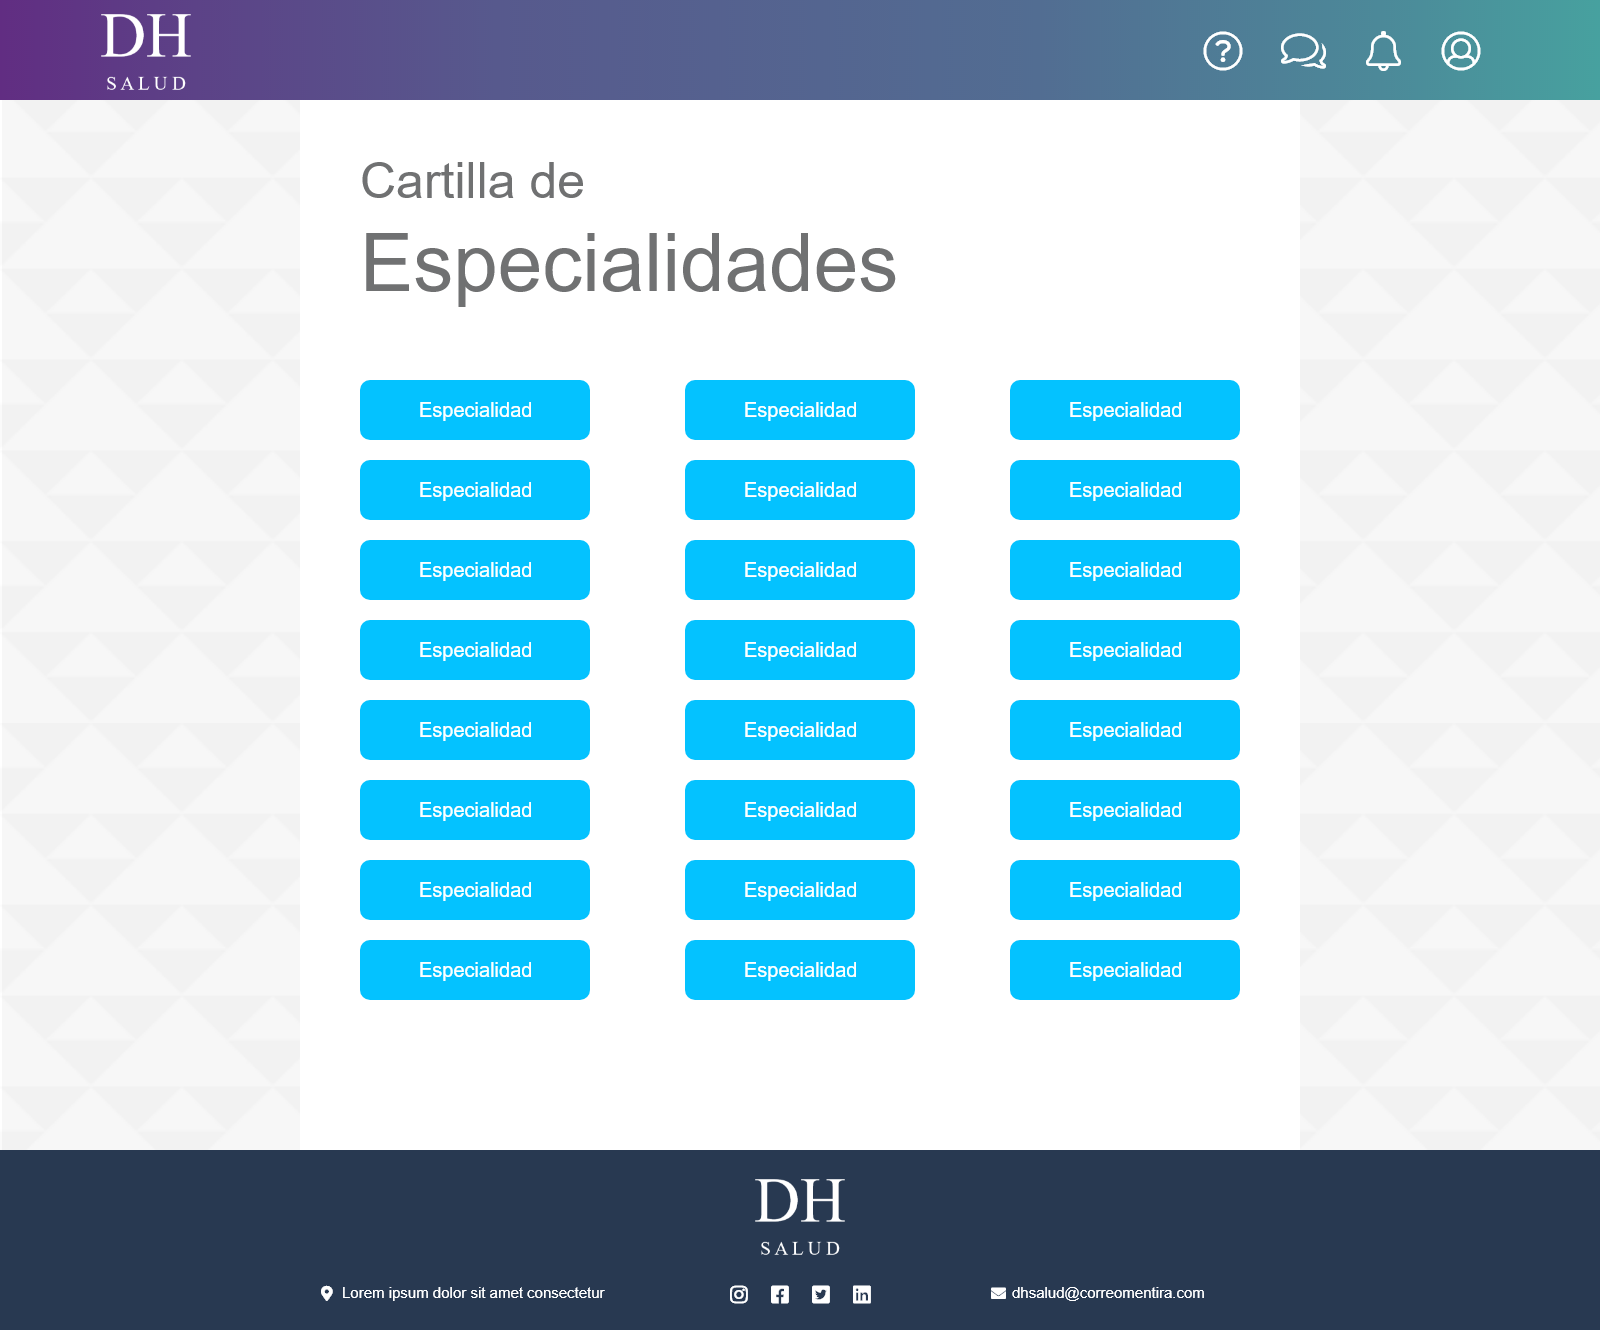 DH
SALUD
Cartilla de
Especialidades
Especialidad Especialidad Especialidad
Especialidad Especialidad Especialidad
Especialidad Especialidad Especialidad
Especialidad Especialidad Especialidad
Especialidad Especialidad Especialidad
Especialidad Especialidad Especialidad
Especialidad Especialidad Especialidad
Especialidad Especialidad Especialidad
DH
SALUD
Lorem ipsum dolor sit amet consectetur dhsalud@correomentira.com